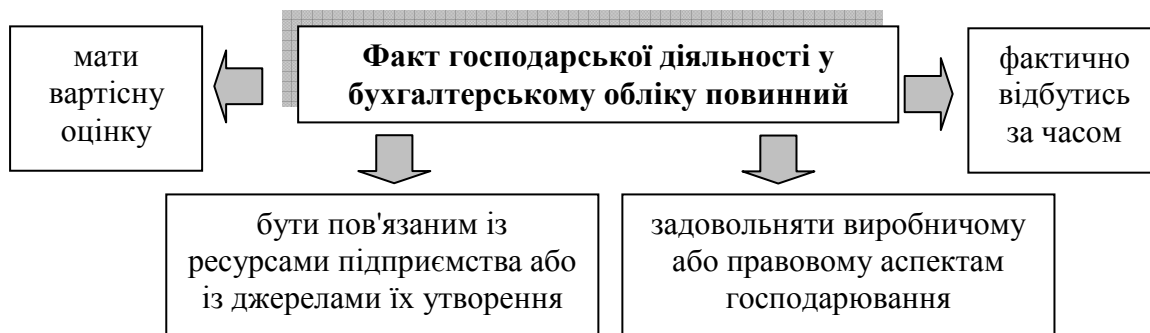 Факт господарської діяльності у
бухгалтерському обліку повинний
мати
вартісну
оцінку
фактично
відбутись
за часом
бути пов'язаним із
ресурсами підприємства або
із джерелами їх утворення
задовольняти виробничому
або правовому аспектам
господарювання